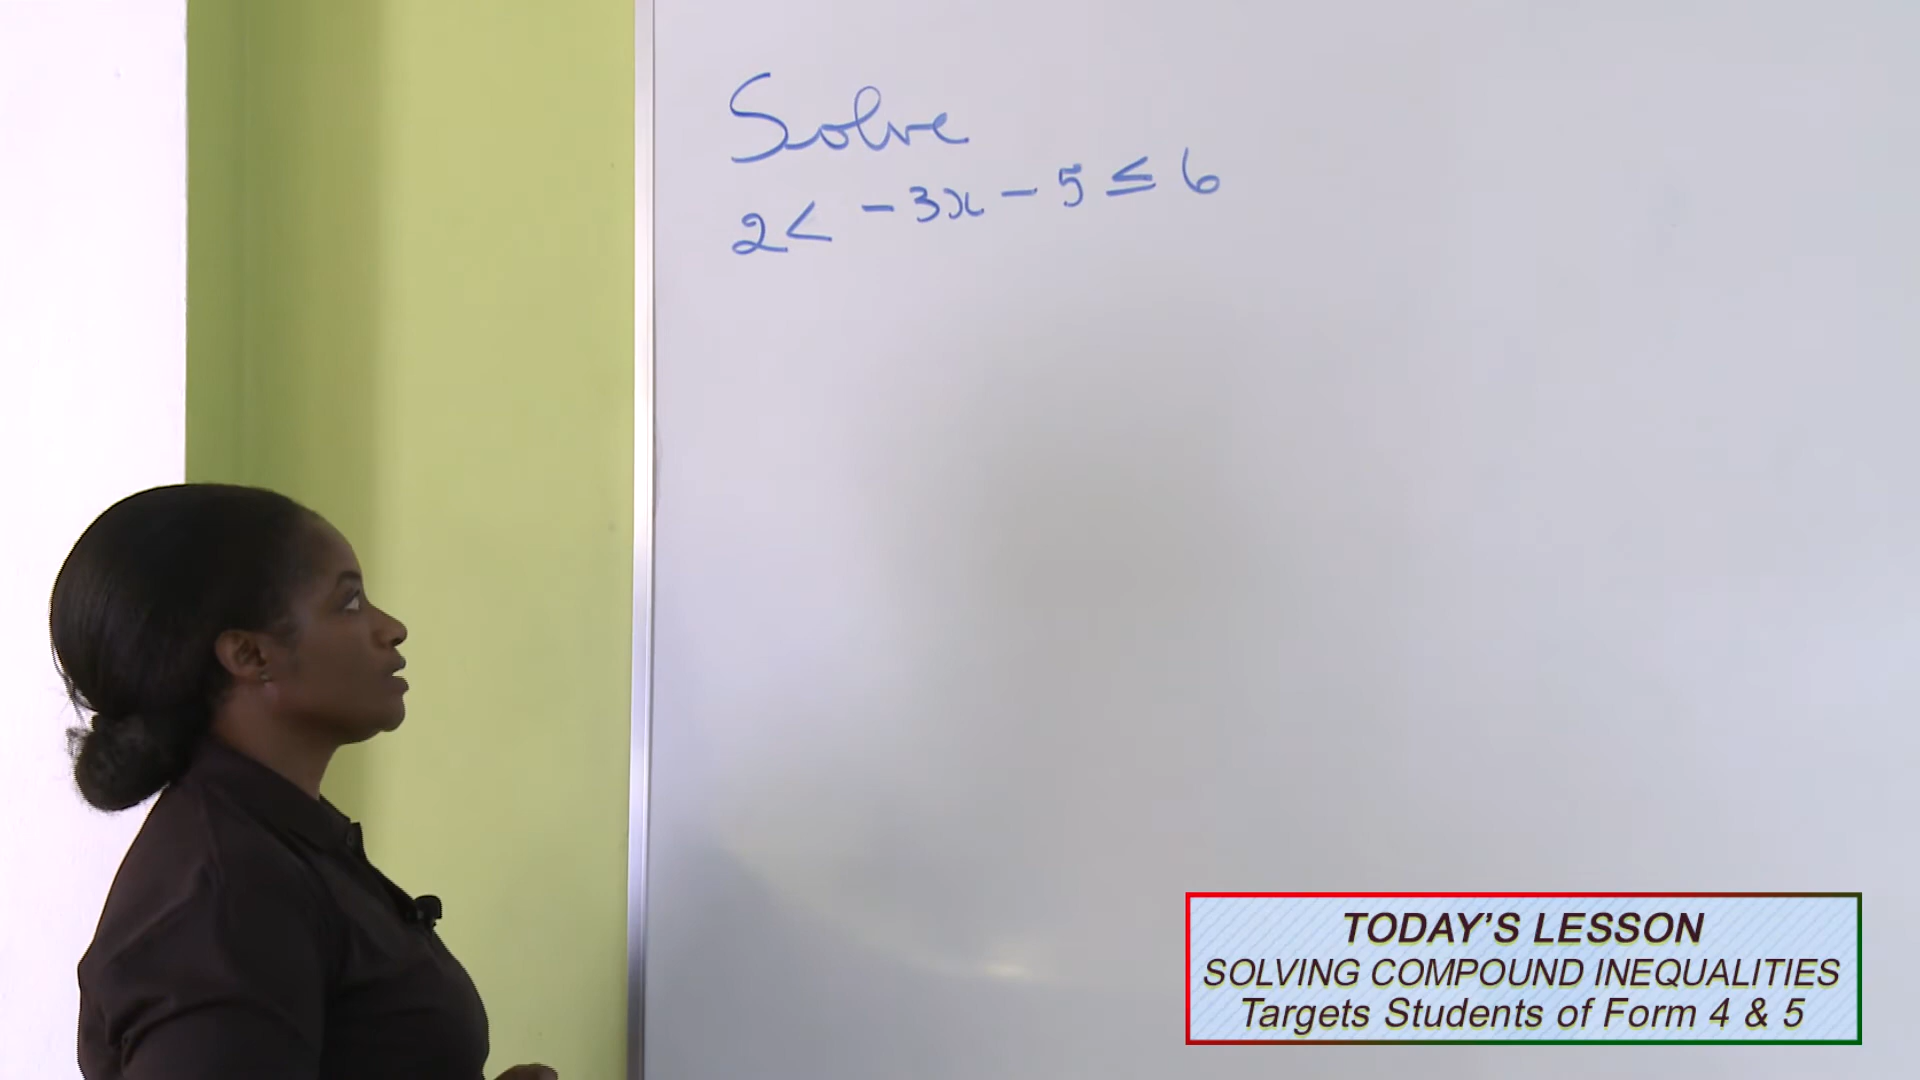 Solve
2 < -3x - 5 ≤ 6
TODAY'S LESSON
SOLVING COMPOUND INEQUALITIES
Targets Students of Form 4 & 5